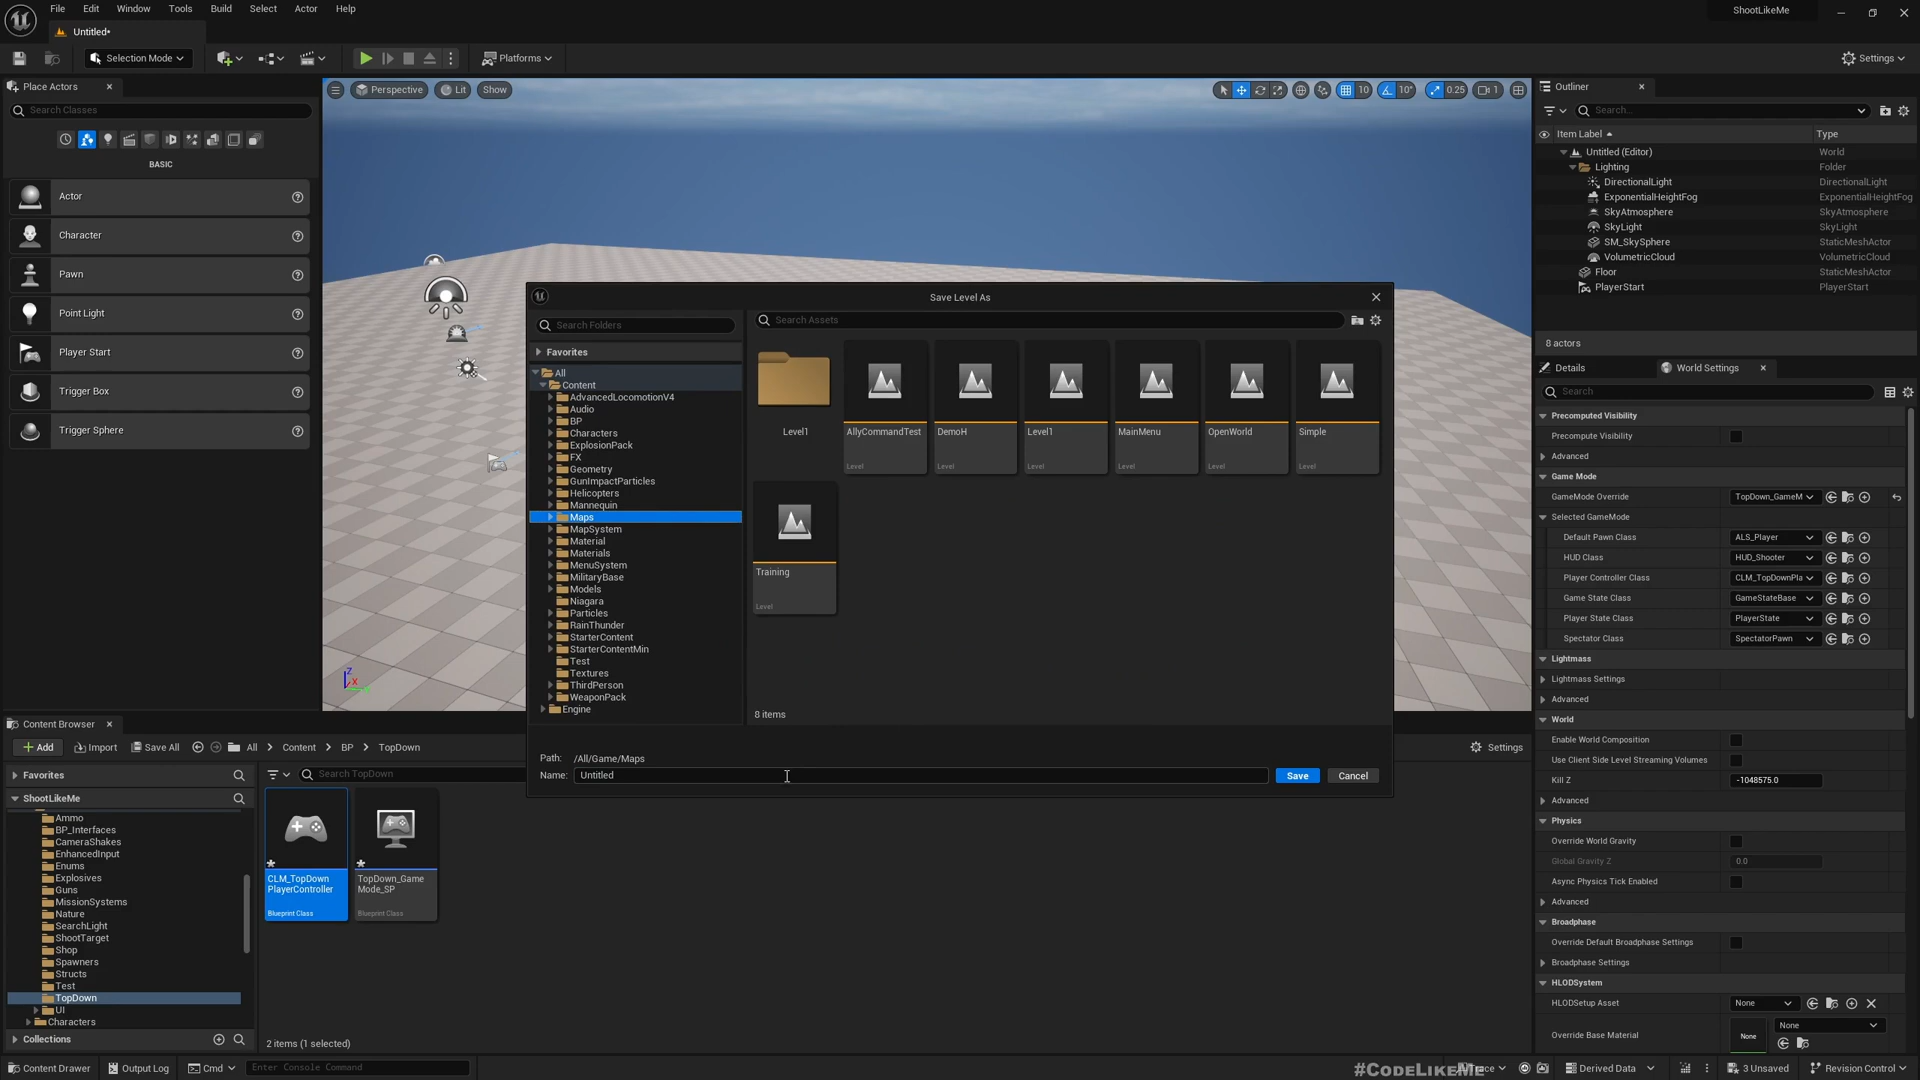 File Edit Window Tools Build Select Actor Help
ShootLikeMe
Untitled*
Selection Mode
Platforms
Settings
Place Actors
Search Classes
BASIC
Actor
Character
Pawn
Point Light
Player Start
Trigger Box
Trigger Sphere
Perspective Lit Show
10 10° 0.25 1
Save Level As
Search Folders
Favorites
All
Content
AdvancedLocomotionV4
Audio
BP
Characters
ExplosionPack
FX
Geometry
GunImpactParticles
Helicopters
Mannequin
Maps
MapSystem
Material
Materials
MenuSystem
MilitaryBase
Models
Niagara
Particles
RainThunder
StarterContent
StarterContentMin
Test
Textures
ThirdPerson
WeaponPack
Engine
Search Assets
Level1
AllyCommandTest
Level
DemoH
Level
Level1
Level
MainMenu
Level
OpenWorld
Level
Simple
Level
Training
Level
8 items
Path: /All/Game/Maps
Name: Untitled
Save Cancel
Outliner
Search...
Item Label Type
Untitled (Editor) World
Lighting Folder
DirectionalLight DirectionalLight
ExponentialHeightFog ExponentialHeightFog
SkyAtmosphere SkyAtmosphere
SkyLight SkyLight
SM_SkySphere StaticMeshActor
VolumetricCloud VolumetricCloud
Floor StaticMeshActor
PlayerStart PlayerStart
8 actors
Details World Settings
Search
Precomputed Visibility
Precompute Visibility
Advanced
Game Mode
GameMode Override TopDown_GameM
Selected GameMode
Default Pawn Class ALS_Player
HUD Class HUD_Shooter
Player Controller Class CLM_TopDownPla
Game State Class GameStateBase
Player State Class PlayerState
Spectator Class SpectatorPawn
Lightmass
Lightmass Settings
Advanced
World
Enable World Composition
Use Client Side Level Streaming Volumes
Kill Z -1048575.0
Advanced
Physics
Override World Gravity
Global Gravity Z 0.0
Async Physics Tick Enabled
Advanced
Broadphase
Override Default Broadphase Settings
Broadphase Settings
HLODSystem
HLODSetup Asset None
Override Base Material None None
Content Browser
Add Import Save All All Content BP TopDown
Settings
Favorites
ShootLikeMe
Ammo
BP_Interfaces
CameraShakes
EnhancedInput
Enums
Explosives
Guns
MissionSystems
Nature
SearchLight
ShootTarget
Shop
Spawners
Structs
Test
TopDown
UI
Characters
Collections
Search TopDown
CLM_TopDown
PlayerController
Blueprint Class
TopDown_Game
Mode_SP
Blueprint Class
2 items (1 selected)
Content Drawer Output Log Cmd Enter Console Command
#CodeLikeMe
Trace Derived Data 3 Unsaved Revision Control